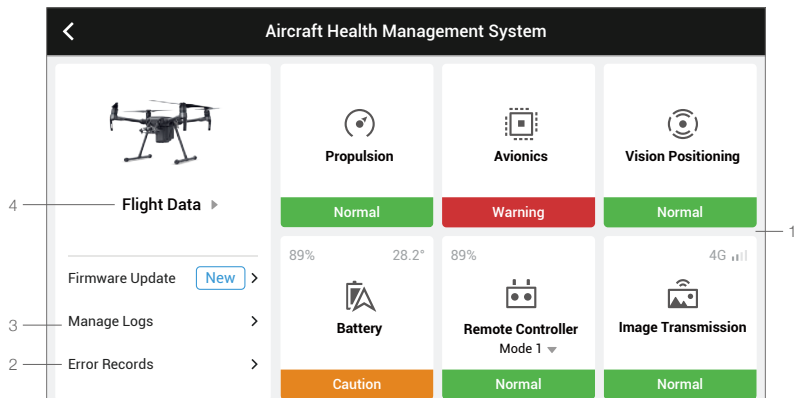 Aircraft Health Management System
Flight Data
Firmware Update New
Manage Logs
Error Records
Propulsion
Normal
Avionics
Warning
Vision Positioning
Normal
89% 28.2°
Battery
Caution
89%
Remote Controller
Mode 1
Normal
4G
Image Transmission
Normal
4
3
2
1